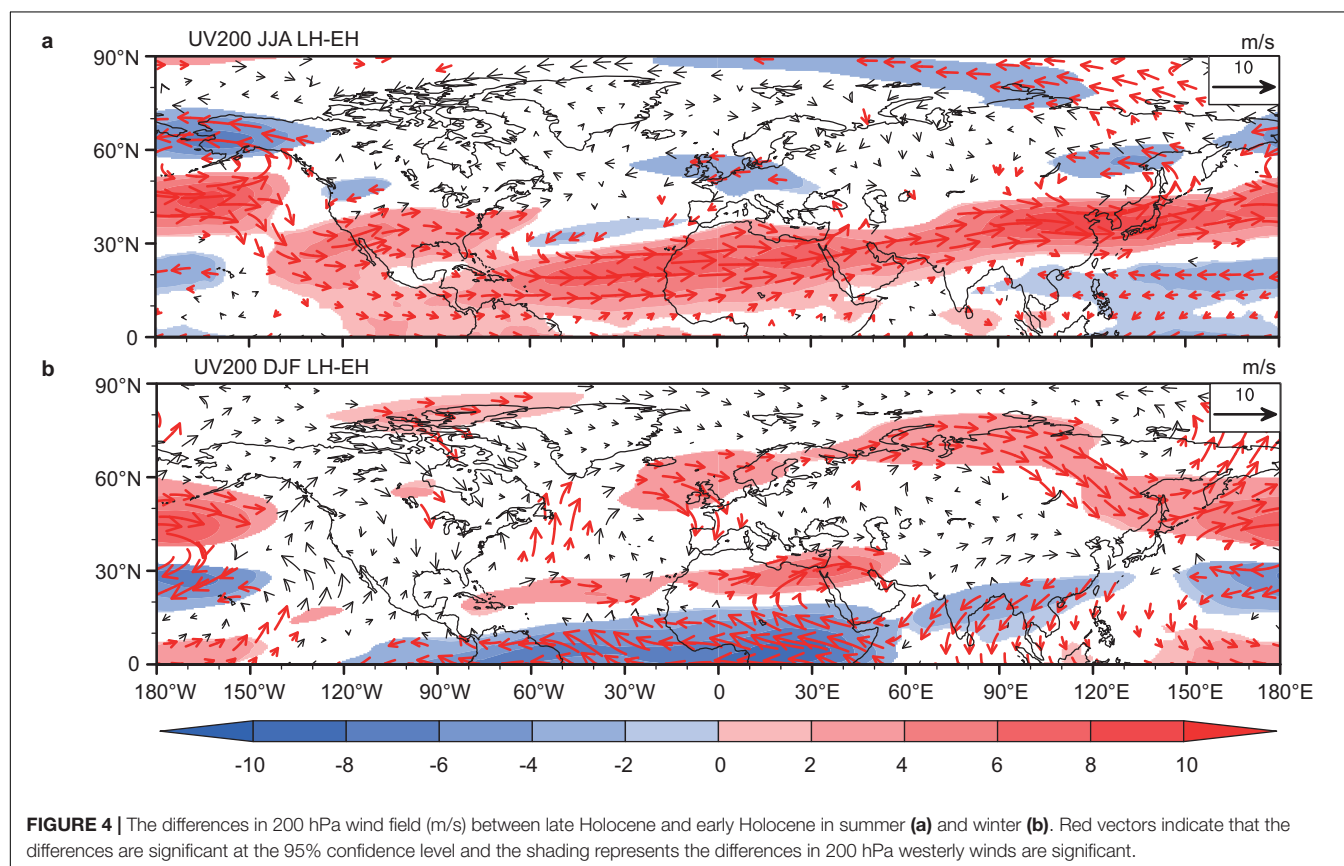 a
UV200 JJA LH-EH
m/s
90°N
10
60°N
30°N
0
b
UV200 DJF LH-EH
m/s
90°N
10
60°N
30°N
0
180°W 150°W 120°W 90°W 60°W 30°W 0 30°E 60°E 90°E 120°E 150°E 180°E
-10 -8 -6 -4 -2 0 2 4 6 8 10
FIGURE 4 | The differences in 200 hPa wind field (m/s) between late Holocene and early Holocene in summer (a) and winter (b). Red vectors indicate that the
differences are significant at the 95% confidence level and the shading represents the differences in 200 hPa westerly winds are significant.